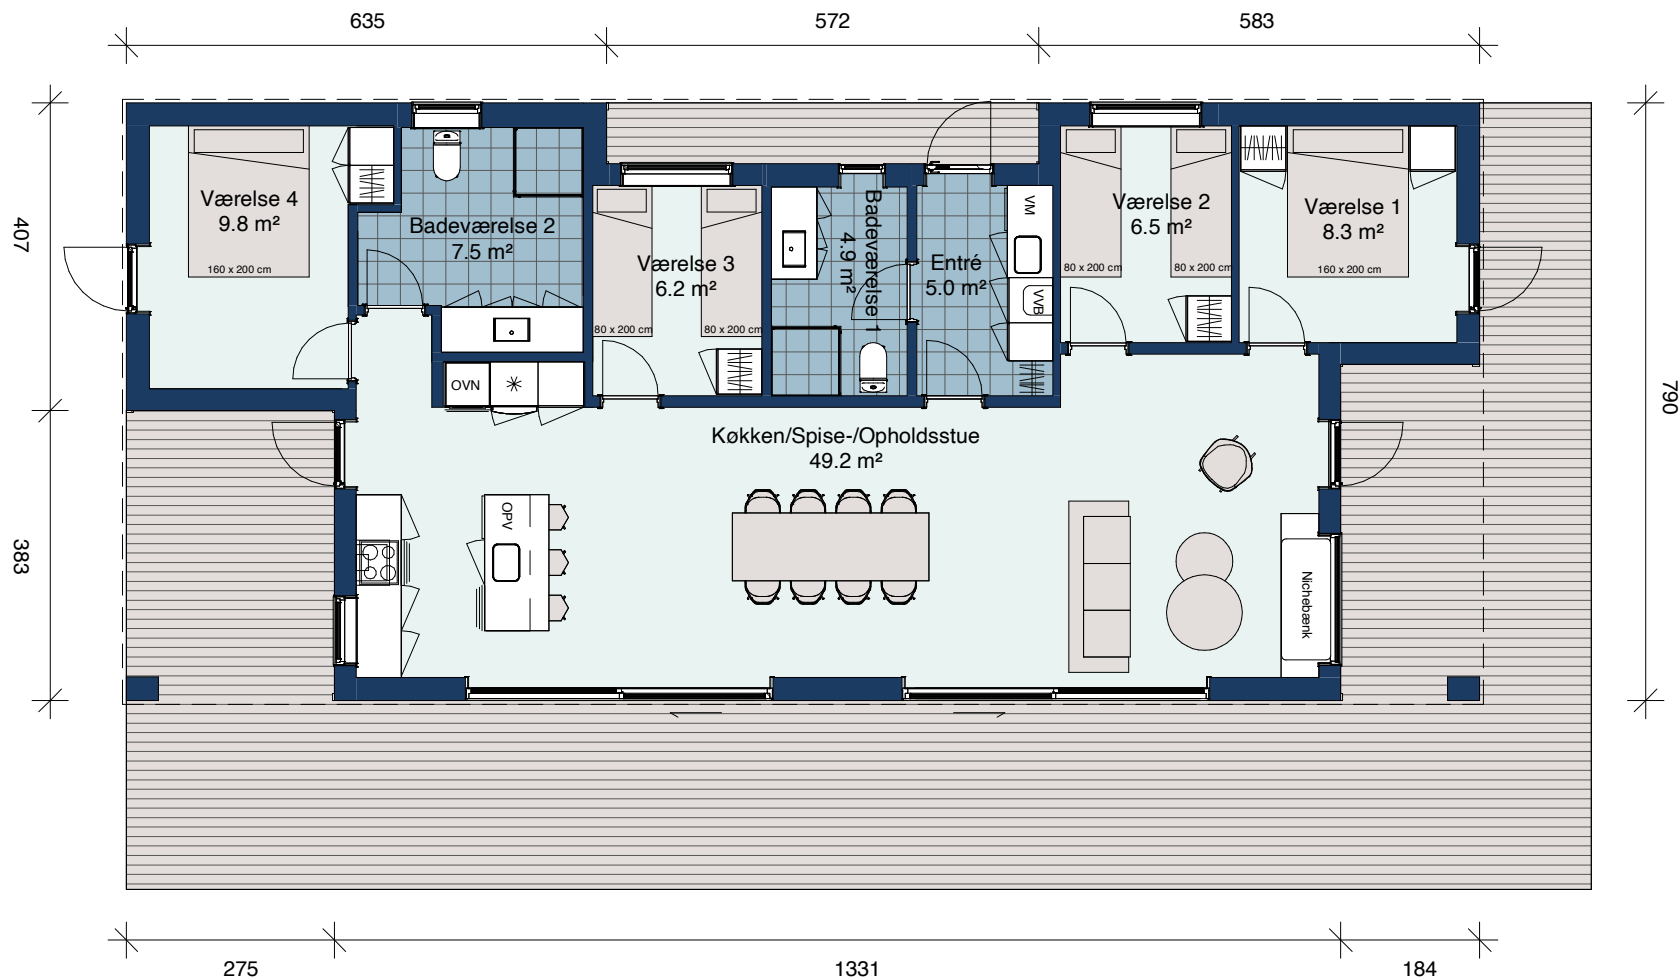 635
572
583
407
383
790
Værelse 4
9.8 m²
160 x 200 cm
Badeværelse 2
7.5 m²
OVN
Værelse 3
6.2 m²
80 x 200 cm
80 x 200 cm
Badeværelse 1
4.9 m²
Entré
5.0 m²
VM
VVB
Værelse 2
6.5 m²
80 x 200 cm
80 x 200 cm
Værelse 1
8.3 m²
160 x 200 cm
Køkken/Spise-/Opholdsstue
49.2 m²
OPV
Nichebænk
275
1331
184